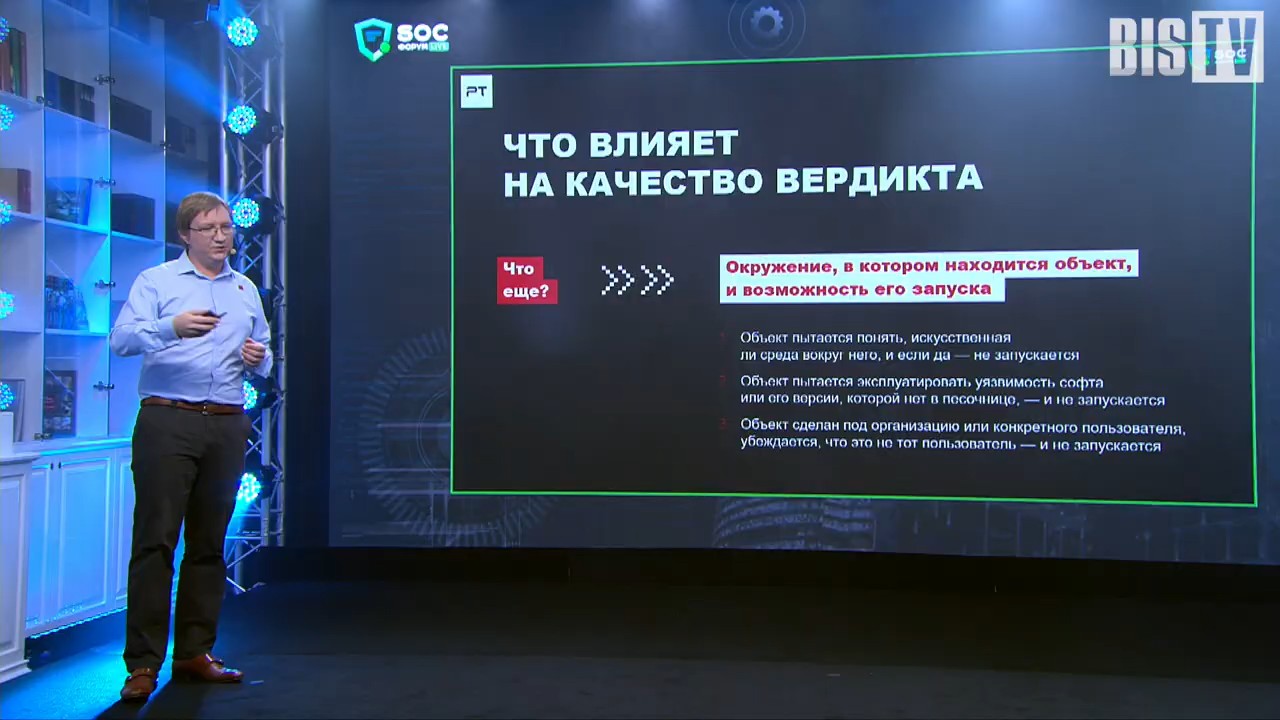 SOC
ФОРУМ LIVE
BIS TV
SOC
PT
ЧТО ВЛИЯЕТ
НА КАЧЕСТВО ВЕРДИКТА
Что
еще?
Окружение, в котором находится объект,
и возможность его запуска
1 Объект пытается понять, искусственная
ли среда вокруг него, и если да — не запускается
2 Объект пытается эксплуатировать уязвимость софта
или его версии, которой нет в песочнице, — и не запускается
3 Объект сделан под организацию или конкретного пользователя,
убеждается, что это не тот пользователь — и не запускается